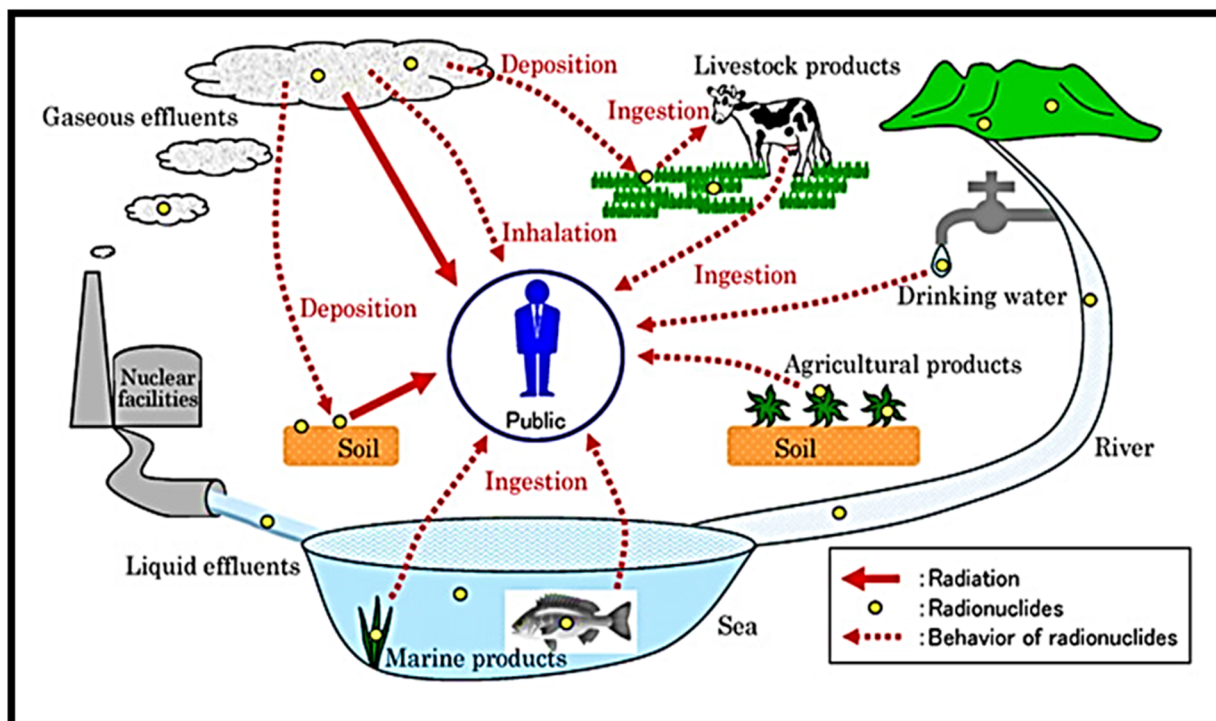 Deposition
Livestock products
Gaseous effluents
Ingestion
Inhalation
Ingestion
Drinking water
Deposition
Agricultural products
Nuclear
facilities
Public
Soil
Soil
River
Ingestion
Liquid effluents
Sea
Marine products
:Radiation
:Radionuclides
:Behavior of radionuclides